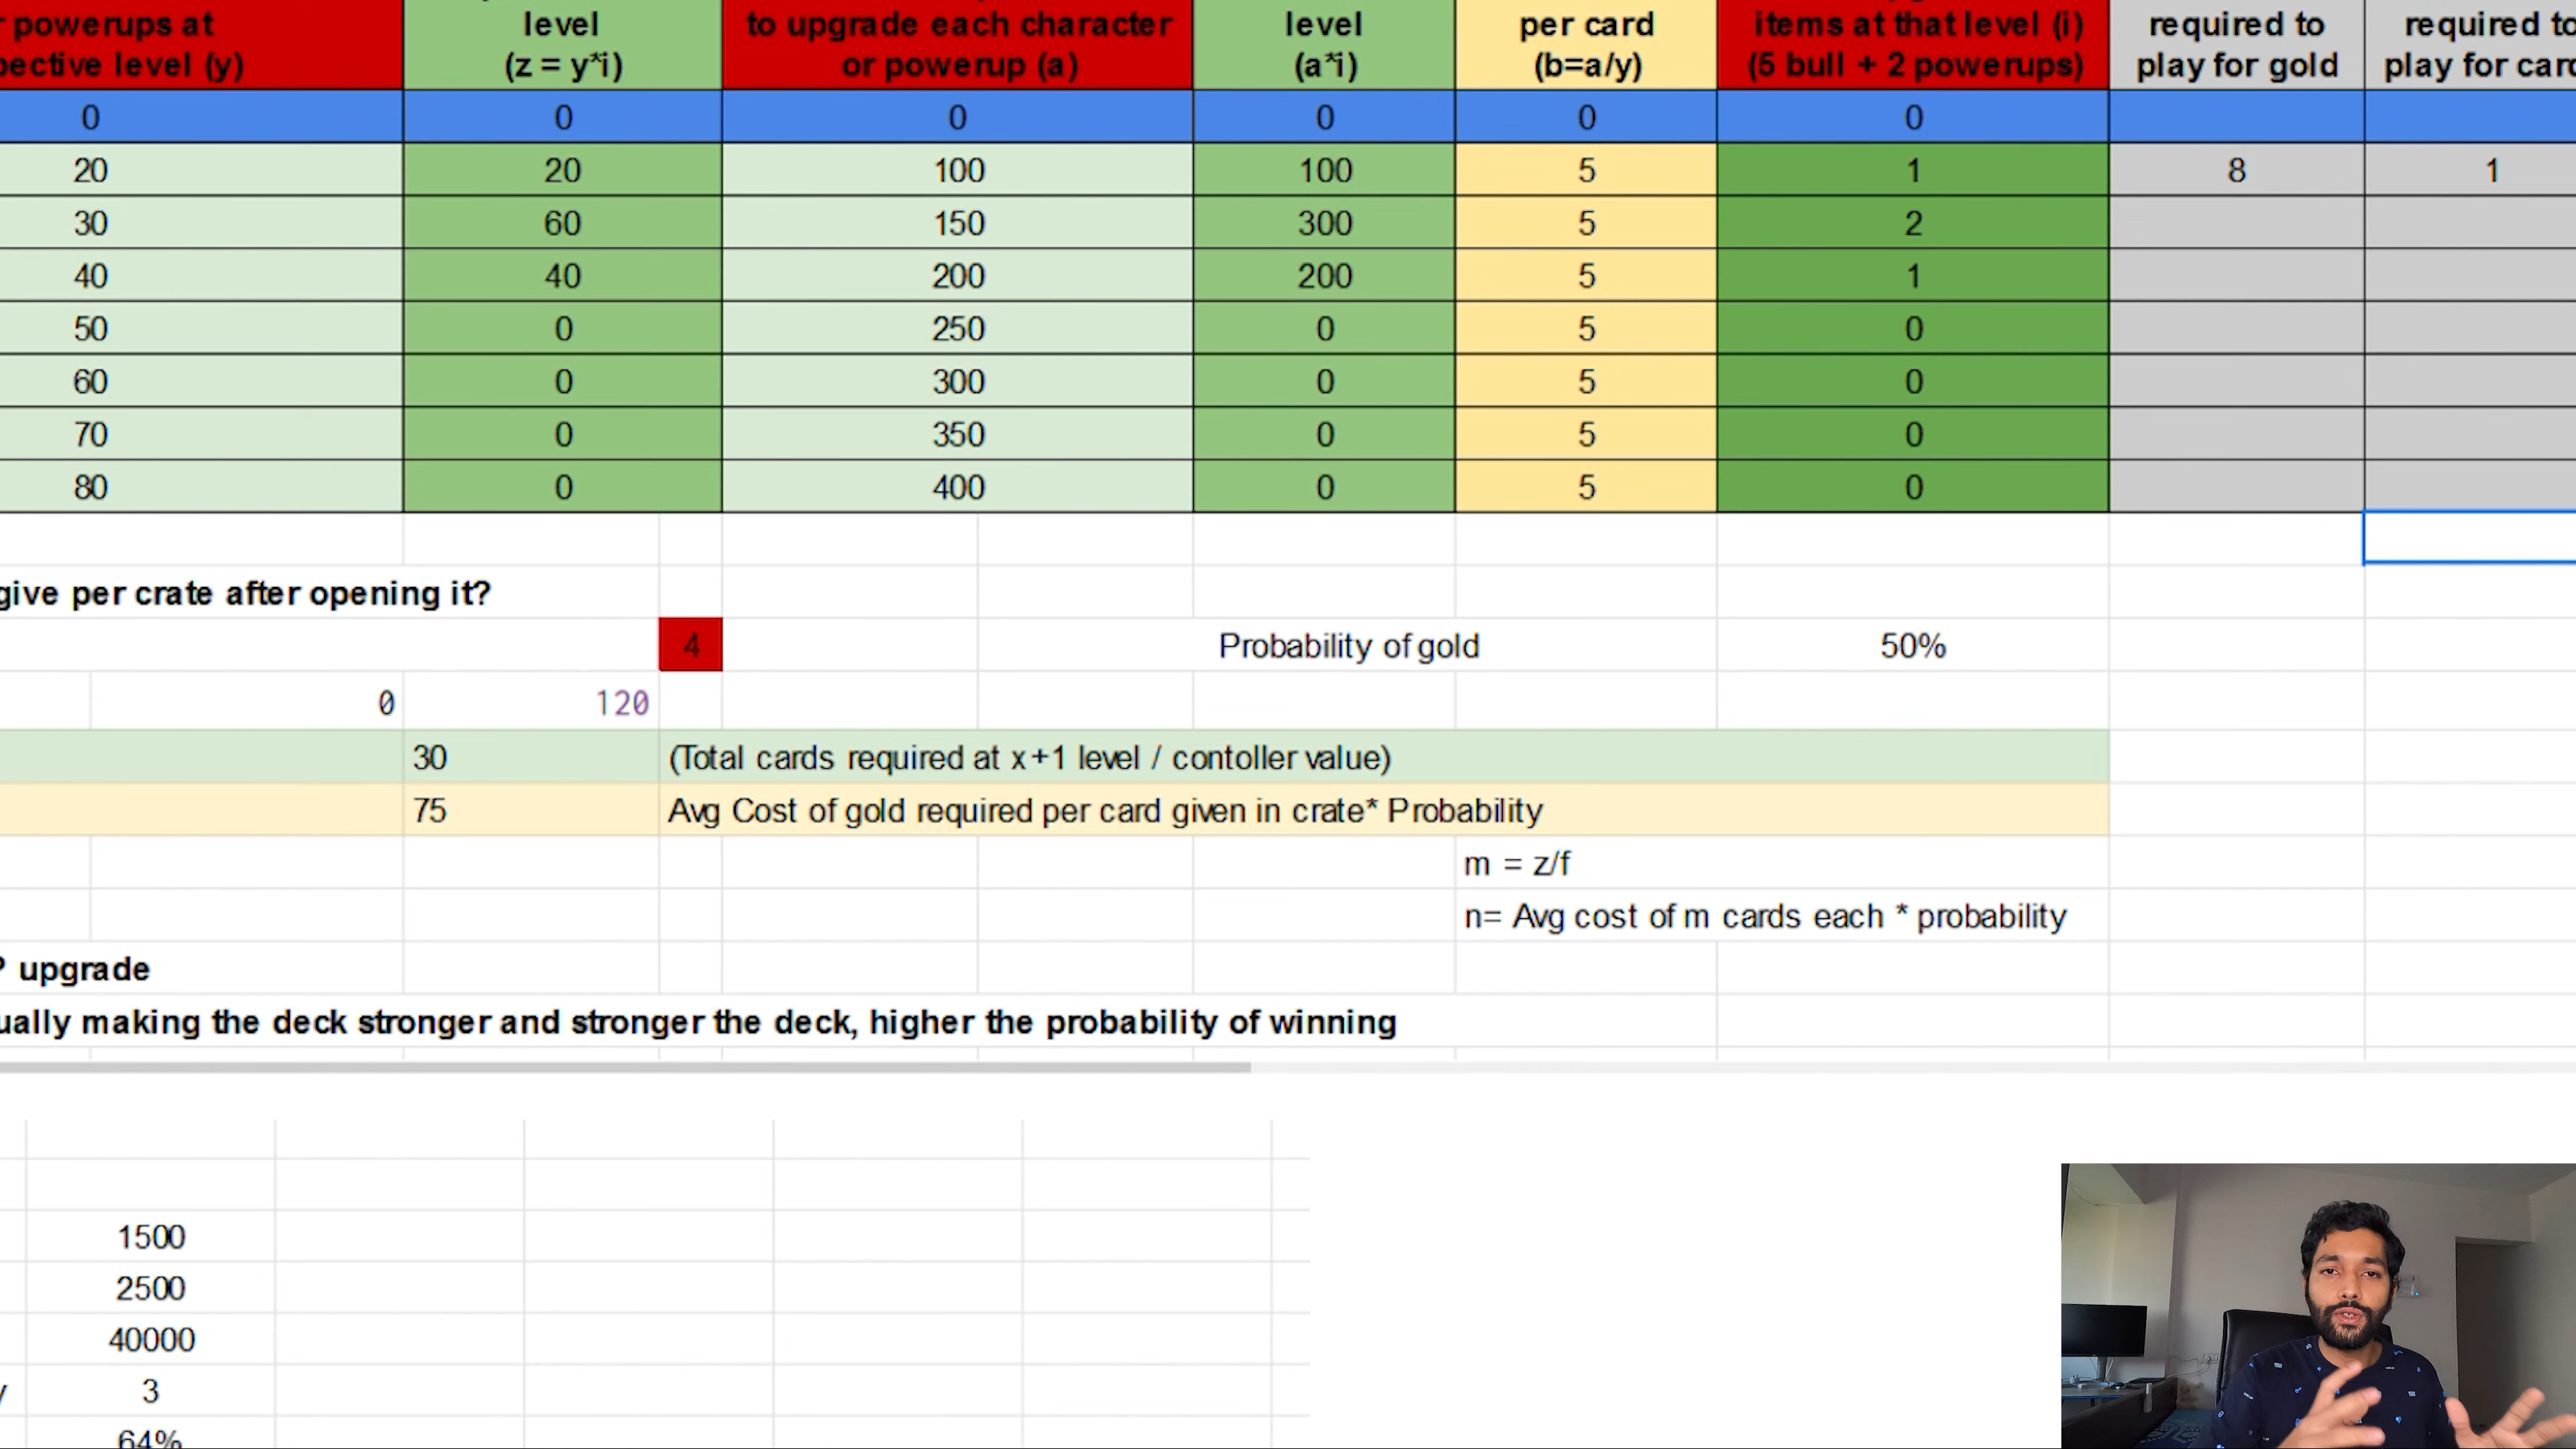 powerups at level to upgrade each character level per card items at that level (i) required to required to
level (y) (z = y*i) or powerup (a) (a*i) (b=a/y) (5 bull + 2 powerups) play for gold play for
0 0 0 0 0 0
20 20 100 100 5 1 8 1
30 60 150 300 5 2
40 40 200 200 5 1
50 0 250 0 5 0
60 0 300 0 5 0
70 0 350 0 5 0
80 0 400 0 5 0
give per crate after opening it?
4 Probability of gold 50%
0 120
30 (Total cards required at x+1 level / contoller value)
75 Avg Cost of gold required per card given in crate* Probability
m = z/f
n= Avg cost of m cards each * probability
upgrade
making the deck stronger and stronger the deck, higher the probability of winning
1500
2500
40000
3
64%